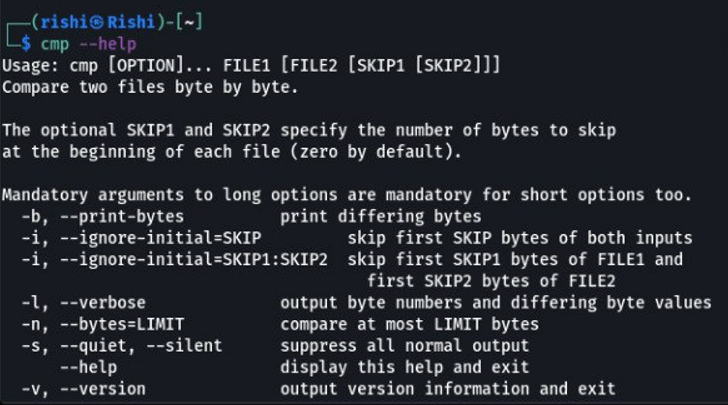 (rishi㉿Rishi)-[~]
$ cmp --help
Usage: cmp [OPTION]... FILE1 [FILE2 [SKIP1 [SKIP2]]]
Compare two files byte by byte.

The optional SKIP1 and SKIP2 specify the number of bytes to skip
at the beginning of each file (zero by default).

Mandatory arguments to long options are mandatory for short options too.
  -b, --print-bytes          print differing bytes
  -i, --ignore-initial=SKIP         skip first SKIP bytes of both inputs
  -i, --ignore-initial=SKIP1:SKIP2  skip first SKIP1 bytes of FILE1 and
                                      first SKIP2 bytes of FILE2
  -l, --verbose              output byte numbers and differing byte values
  -n, --bytes=LIMIT          compare at most LIMIT bytes
  -s, --quiet, --silent      suppress all normal output
      --help                 display this help and exit
  -v, --version              output version information and exit